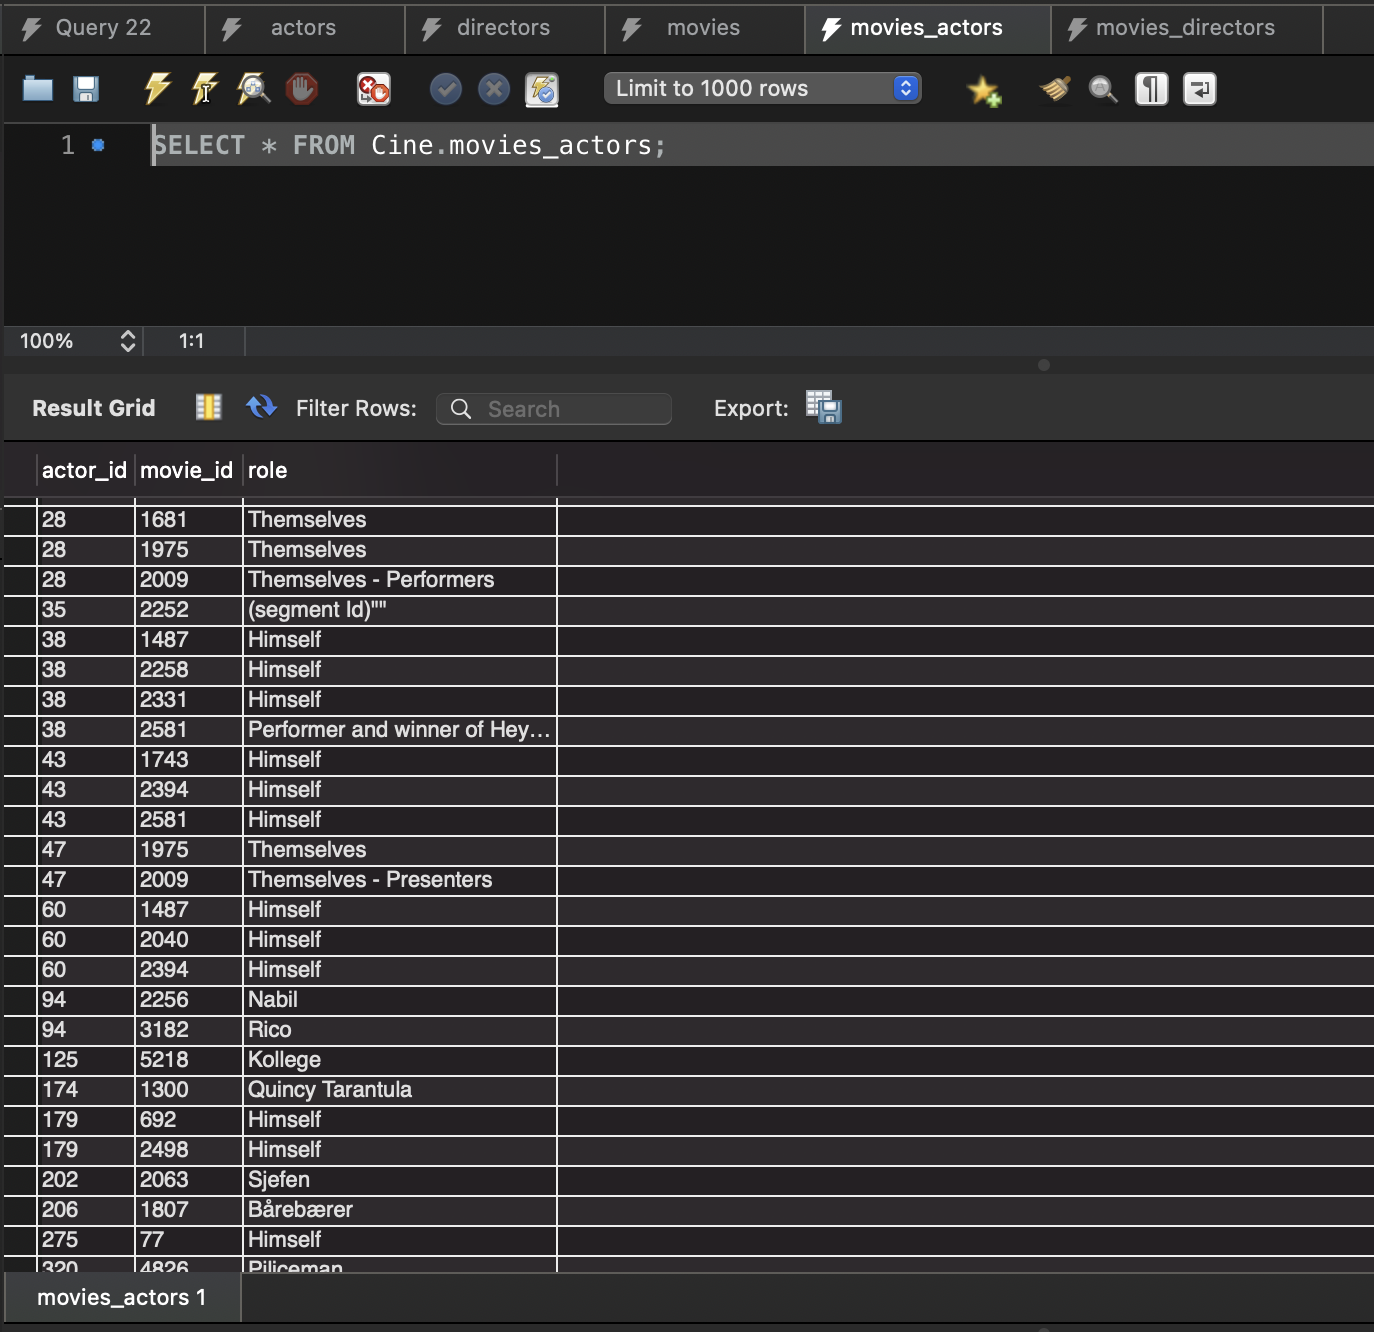 Query 22 actors directors movies movies_actors movies_directors
Limit to 1000 rows
1 SELECT * FROM Cine.movies_actors;
100% 1:1
Result Grid Filter Rows: Search Export:
actor_id movie_id role
28 1681 Themselves
28 1975 Themselves
28 2009 Themselves - Performers
35 2252 (segment Id)""
38 1487 Himself
38 2258 Himself
38 2331 Himself
38 2581 Performer and winner of Hey...
43 1743 Himself
43 2394 Himself
43 2581 Himself
47 1975 Themselves
47 2009 Themselves - Presenters
60 1487 Himself
60 2040 Himself
60 2394 Himself
94 2256 Nabil
94 3182 Rico
125 5218 Kollege
174 1300 Quincy Tarantula
179 692 Himself
179 2498 Himself
202 2063 Sjefen
206 1807 Bårebærer
275 77 Himself
320 4826 Piliceman
movies_actors 1